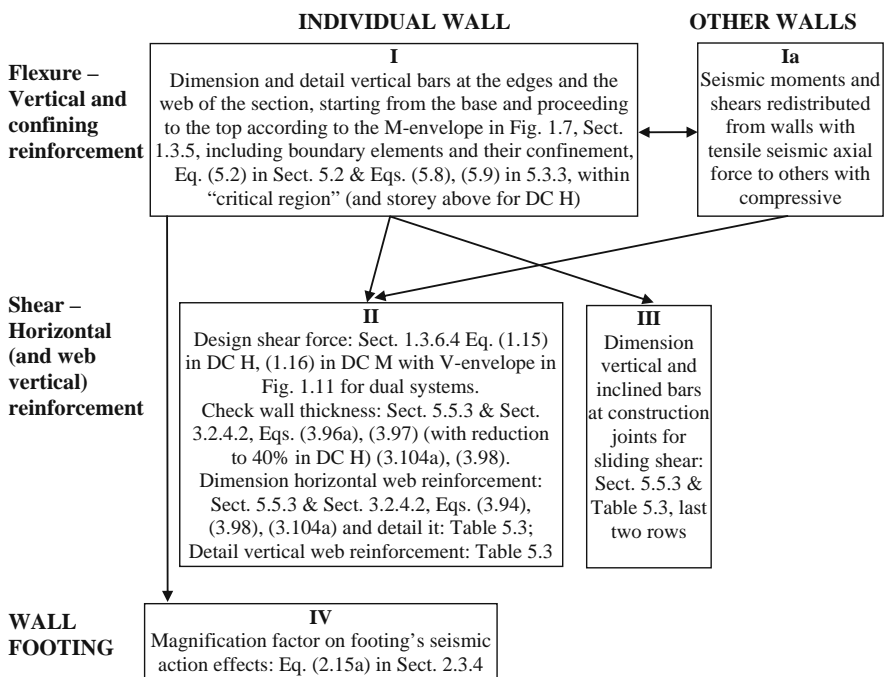 INDIVIDUAL WALL
OTHER WALLS
Flexure –
Vertical and
confining
reinforcement
I
Dimension and detail vertical bars at the edges and the
web of the section, starting from the base and proceeding
to the top according to the M-envelope in Fig. 1.7, Sect.
1.3.5, including boundary elements and their confinement,
Eq. (5.2) in Sect. 5.2 & Eqs. (5.8), (5.9) in 5.3.3, within
“critical region” (and storey above for DC H)
Ia
Seismic moments and
shears redistributed
from walls with
tensile seismic axial
force to others with
compressive
Shear –
Horizontal
(and web
vertical)
reinforcement
II
Design shear force: Sect. 1.3.6.4 Eq. (1.15)
in DC H, (1.16) in DC M with V-envelope in
Fig. 1.11 for dual systems.
Check wall thickness: Sect. 5.5.3 & Sect.
3.2.4.2, Eqs. (3.96a), (3.97) (with reduction
to 40% in DC H) (3.104a), (3.98).
Dimension horizontal web reinforcement:
Sect. 5.5.3 & Sect. 3.2.4.2, Eqs. (3.94),
(3.98), (3.104a) and detail it: Table 5.3;
Detail vertical web reinforcement: Table 5.3
III
Dimension
vertical and
inclined bars
at construction
joints for
sliding shear:
Sect. 5.5.3 &
Table 5.3, last
two rows
WALL
FOOTING
IV
Magnification factor on footing’s seismic
action effects: Eq. (2.15a) in Sect. 2.3.4